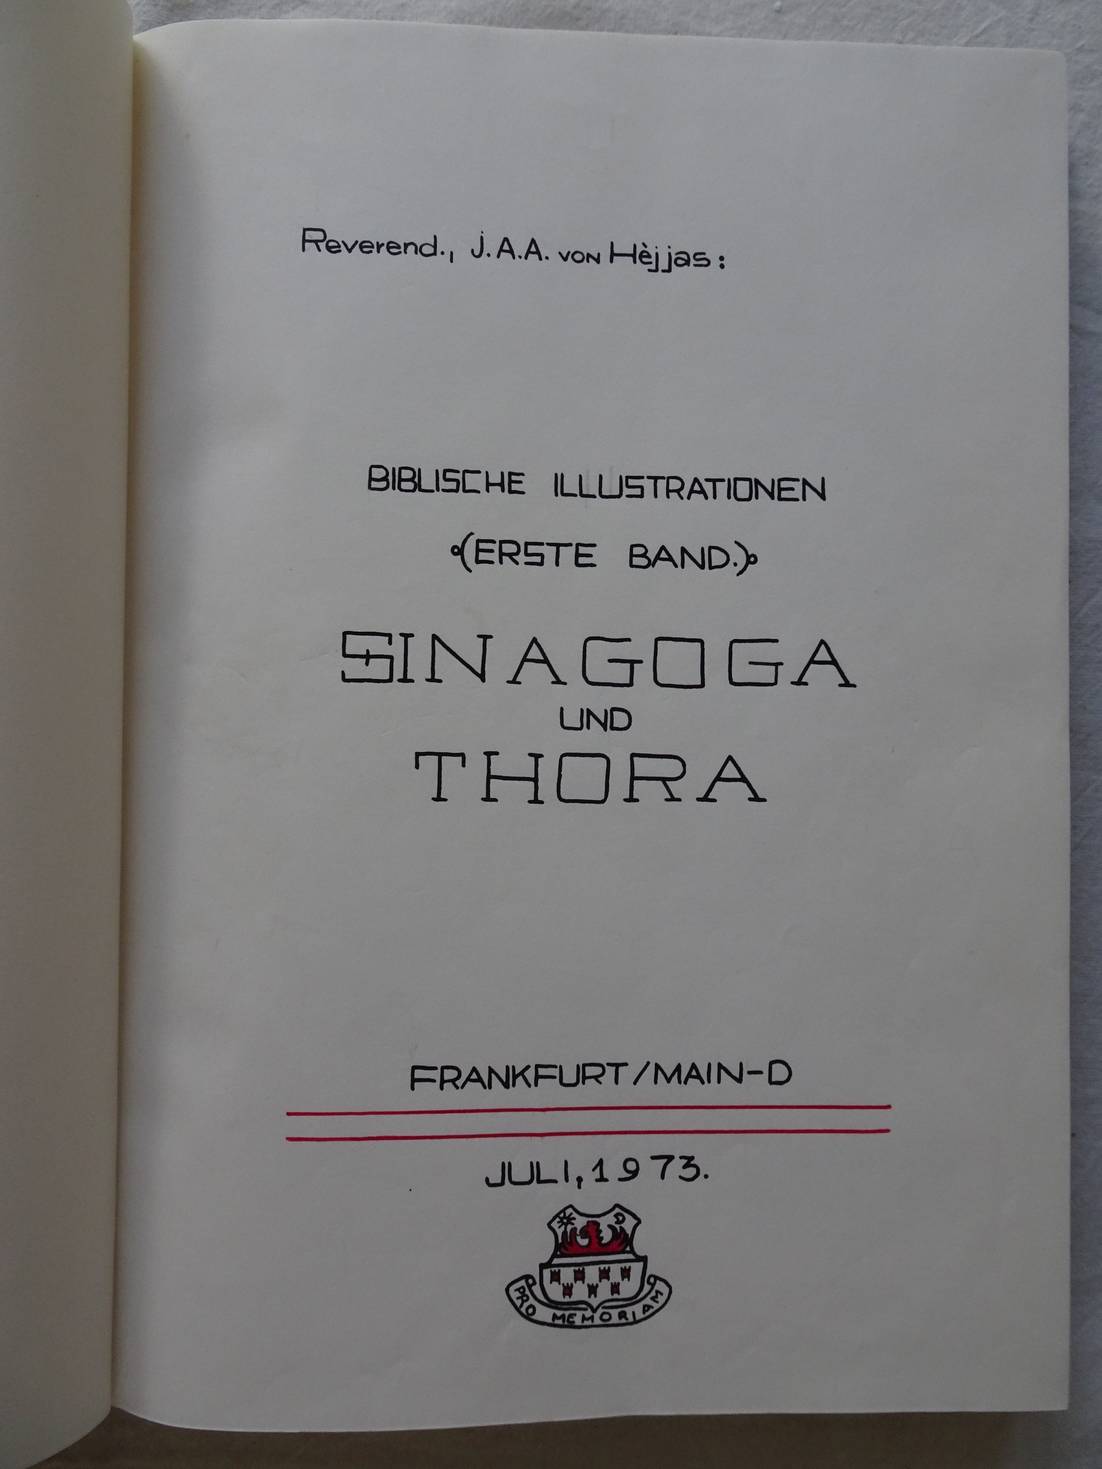 Reverend., J.A.A. VON Hèjjas:
BIBLISCHE ILLUSTRATIONEN
(ERSTE BAND.)
SINAGOGA
UND
THORA
FRANKFURT/MAIN-D
JULI, 1973.
PRO MEMORIAM